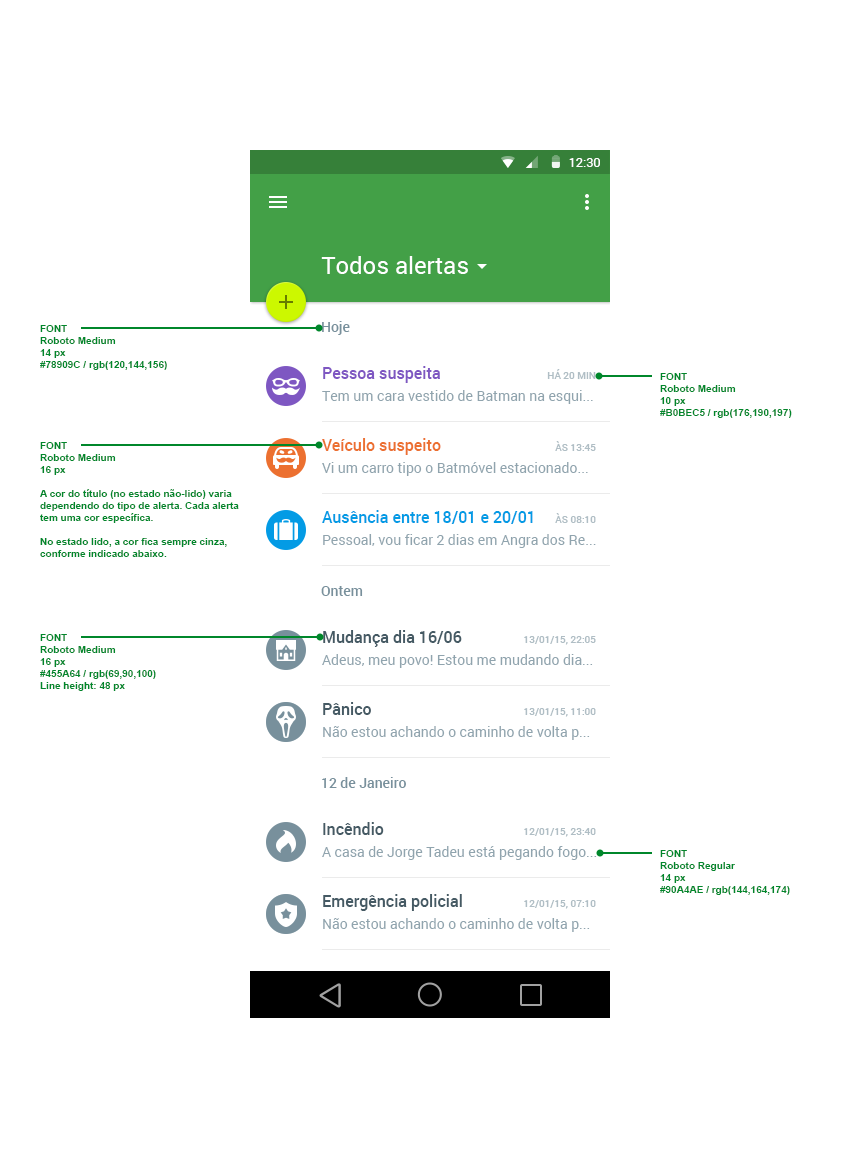 12:30
Todos alertas
+
Hoje
FONT
Roboto Medium
14 px
#78909C / rgb(120,144,156)
Pessoa suspeita
HÁ 20 MIN
Tem um cara vestido de Batman na esqui...
FONT
Roboto Medium
10 px
#B0BEC5 / rgb(176,190,197)
FONT
Roboto Medium
16 px
A cor do título (no estado não-lido) varia
dependendo do tipo de alerta. Cada alerta
tem uma cor específica.
No estado lido, a cor fica sempre cinza,
conforme indicado abaixo.
Veículo suspeito
ÀS 13:45
Vi um carro tipo o Batmóvel estacionado...
Ausência entre 18/01 e 20/01
ÀS 08:10
Pessoal, vou ficar 2 dias em Angra dos Re...
Ontem
FONT
Roboto Medium
16 px
#455A64 / rgb(69,90,100)
Line height: 48 px
Mudança dia 16/06
13/01/15, 22:05
Adeus, meu povo! Estou me mudando dia...
Pânico
13/01/15, 11:00
Não estou achando o caminho de volta p...
12 de Janeiro
Incêndio
12/01/15, 23:40
A casa de Jorge Tadeu está pegando fogo...
FONT
Roboto Regular
14 px
#90A4AE / rgb(144,164,174)
Emergência policial
12/01/15, 07:10
Não estou achando o caminho de volta p...